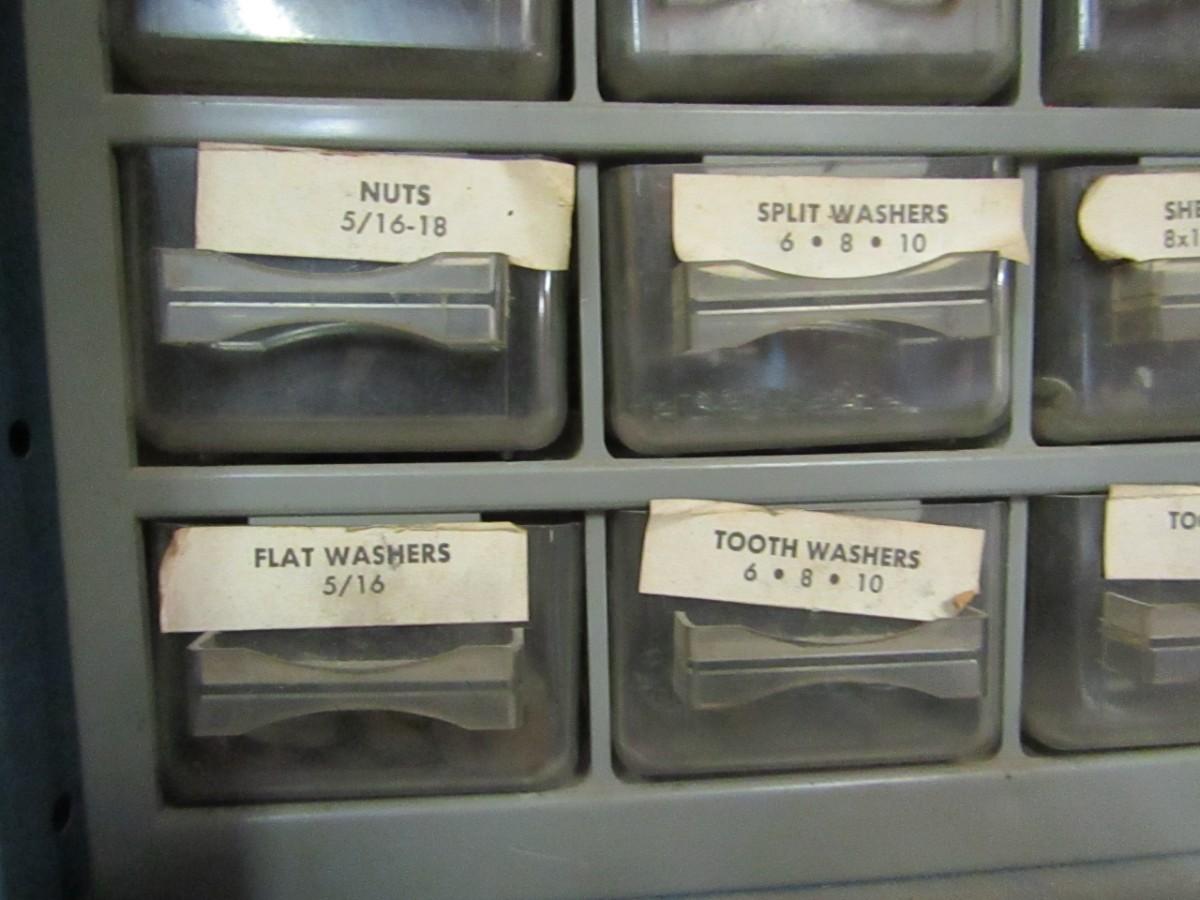 NUTS
5/16-18
SPLIT WASHERS
6 • 8 • 10
FLAT WASHERS
5/16
TOOTH WASHERS
6 • 8 • 10